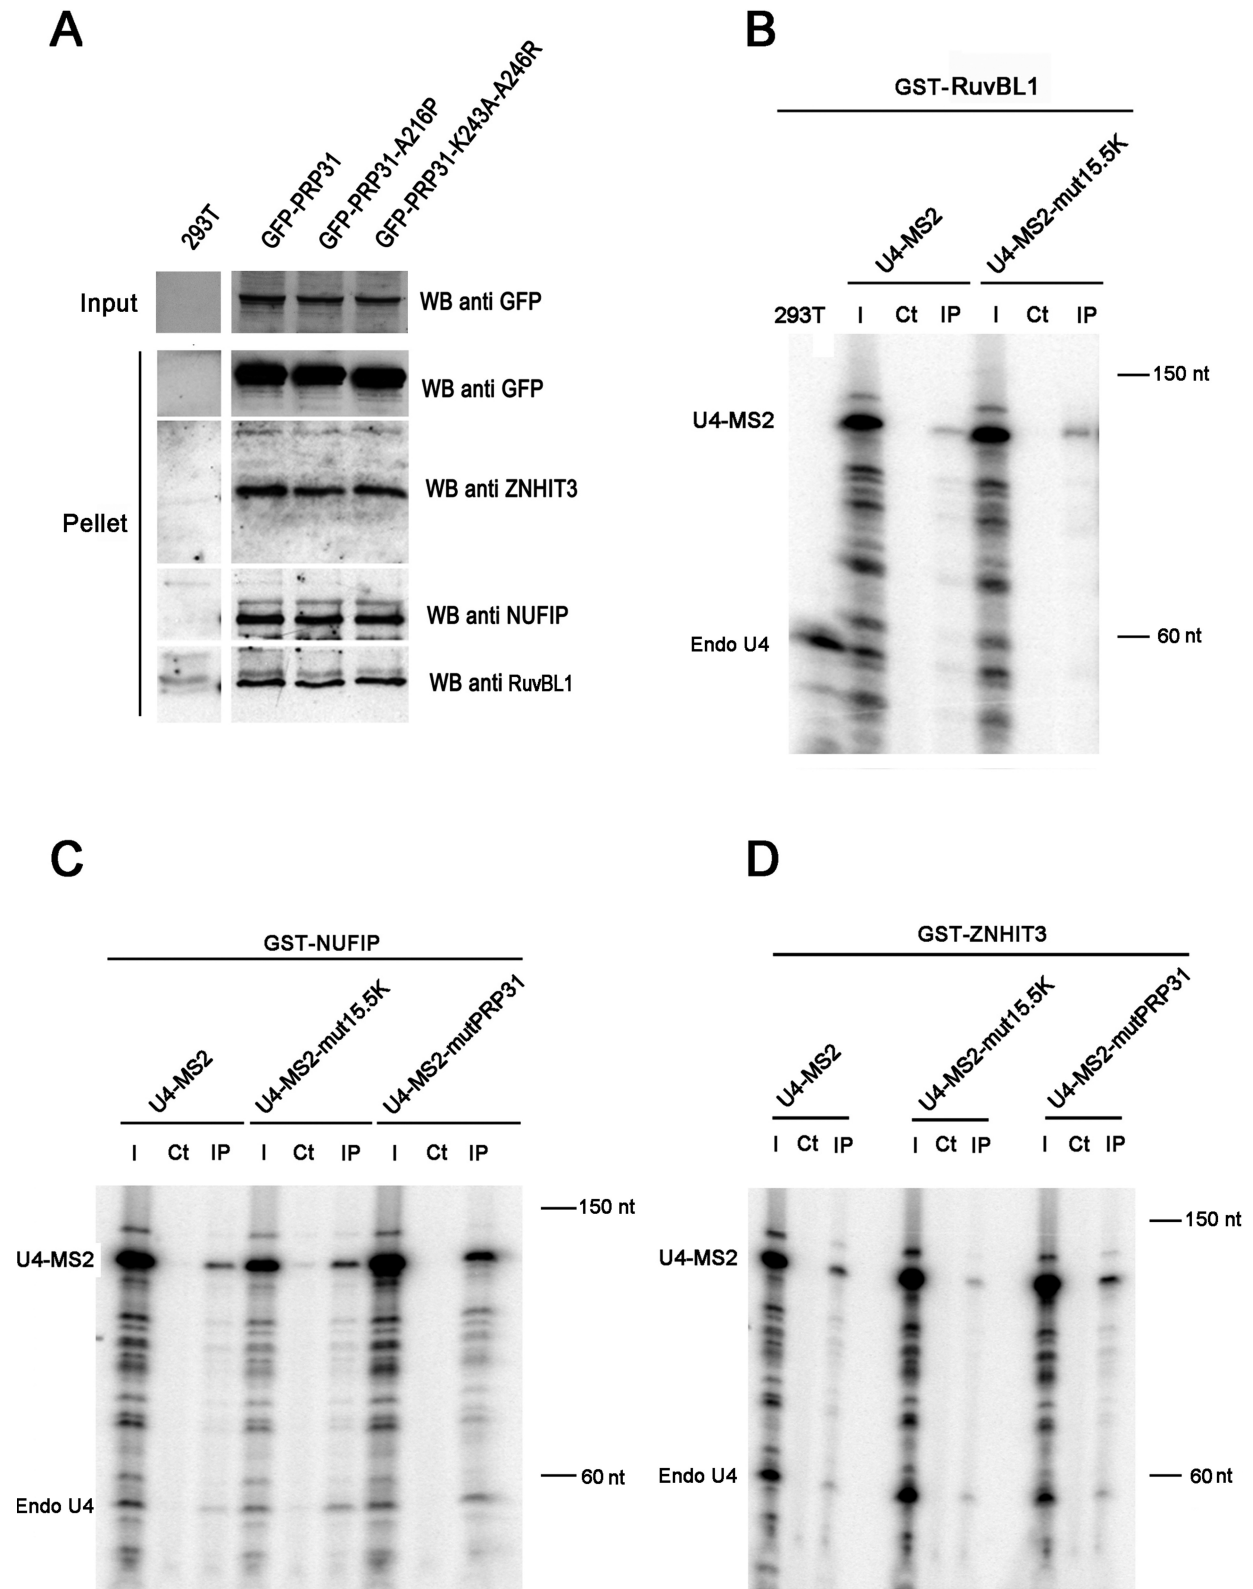 A
293T
GFP-PRP31
GFP-PRP31-A216P
GFP-PRP31-K243A-A246R
Input
WB anti GFP
Pellet
WB anti GFP
WB anti ZNHIT3
WB anti NUFIP
WB anti RuvBL1
B
GST-RuvBL1
U4-MS2
U4-MS2-mut15.5K
293T I Ct IP I Ct IP
150 nt
U4-MS2
60 nt
Endo U4
C
GST-NUFIP
U4-MS2
U4-MS2-mut15.5K
U4-MS2-mutPRP31
I Ct IP I Ct IP I Ct IP
150 nt
U4-MS2
60 nt
Endo U4
D
GST-ZNHIT3
U4-MS2
U4-MS2-mut15.5K
U4-MS2-mutPRP31
I Ct IP I Ct IP I Ct IP
150 nt
U4-MS2
60 nt
Endo U4